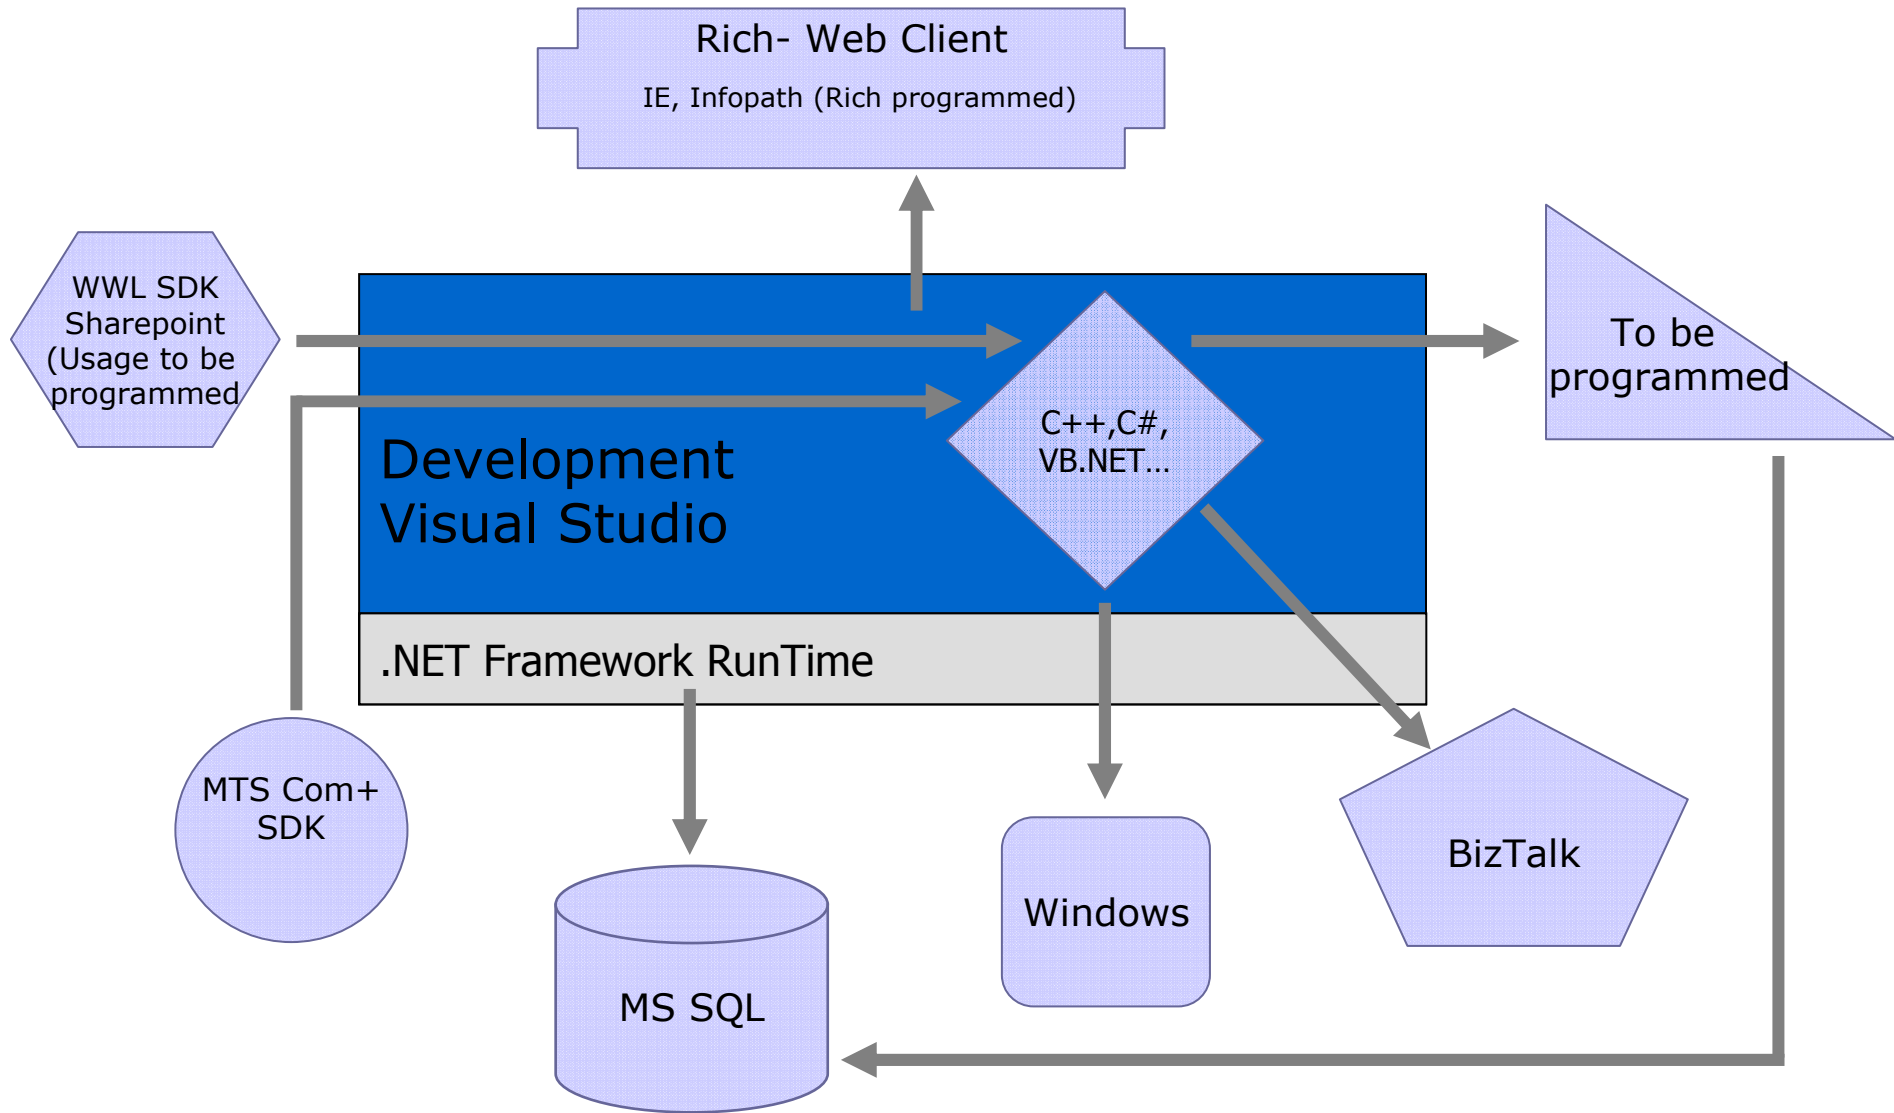 Rich- Web Client
IE, Infopath (Rich programmed)
WWL SDK
Sharepoint
(Usage to be
programmed
To be
programmed
C++,C#,
VB.NET...
Development
Visual Studio
.NET Framework RunTime
MTS Com+
SDK
BizTalk
Windows
MS SQL